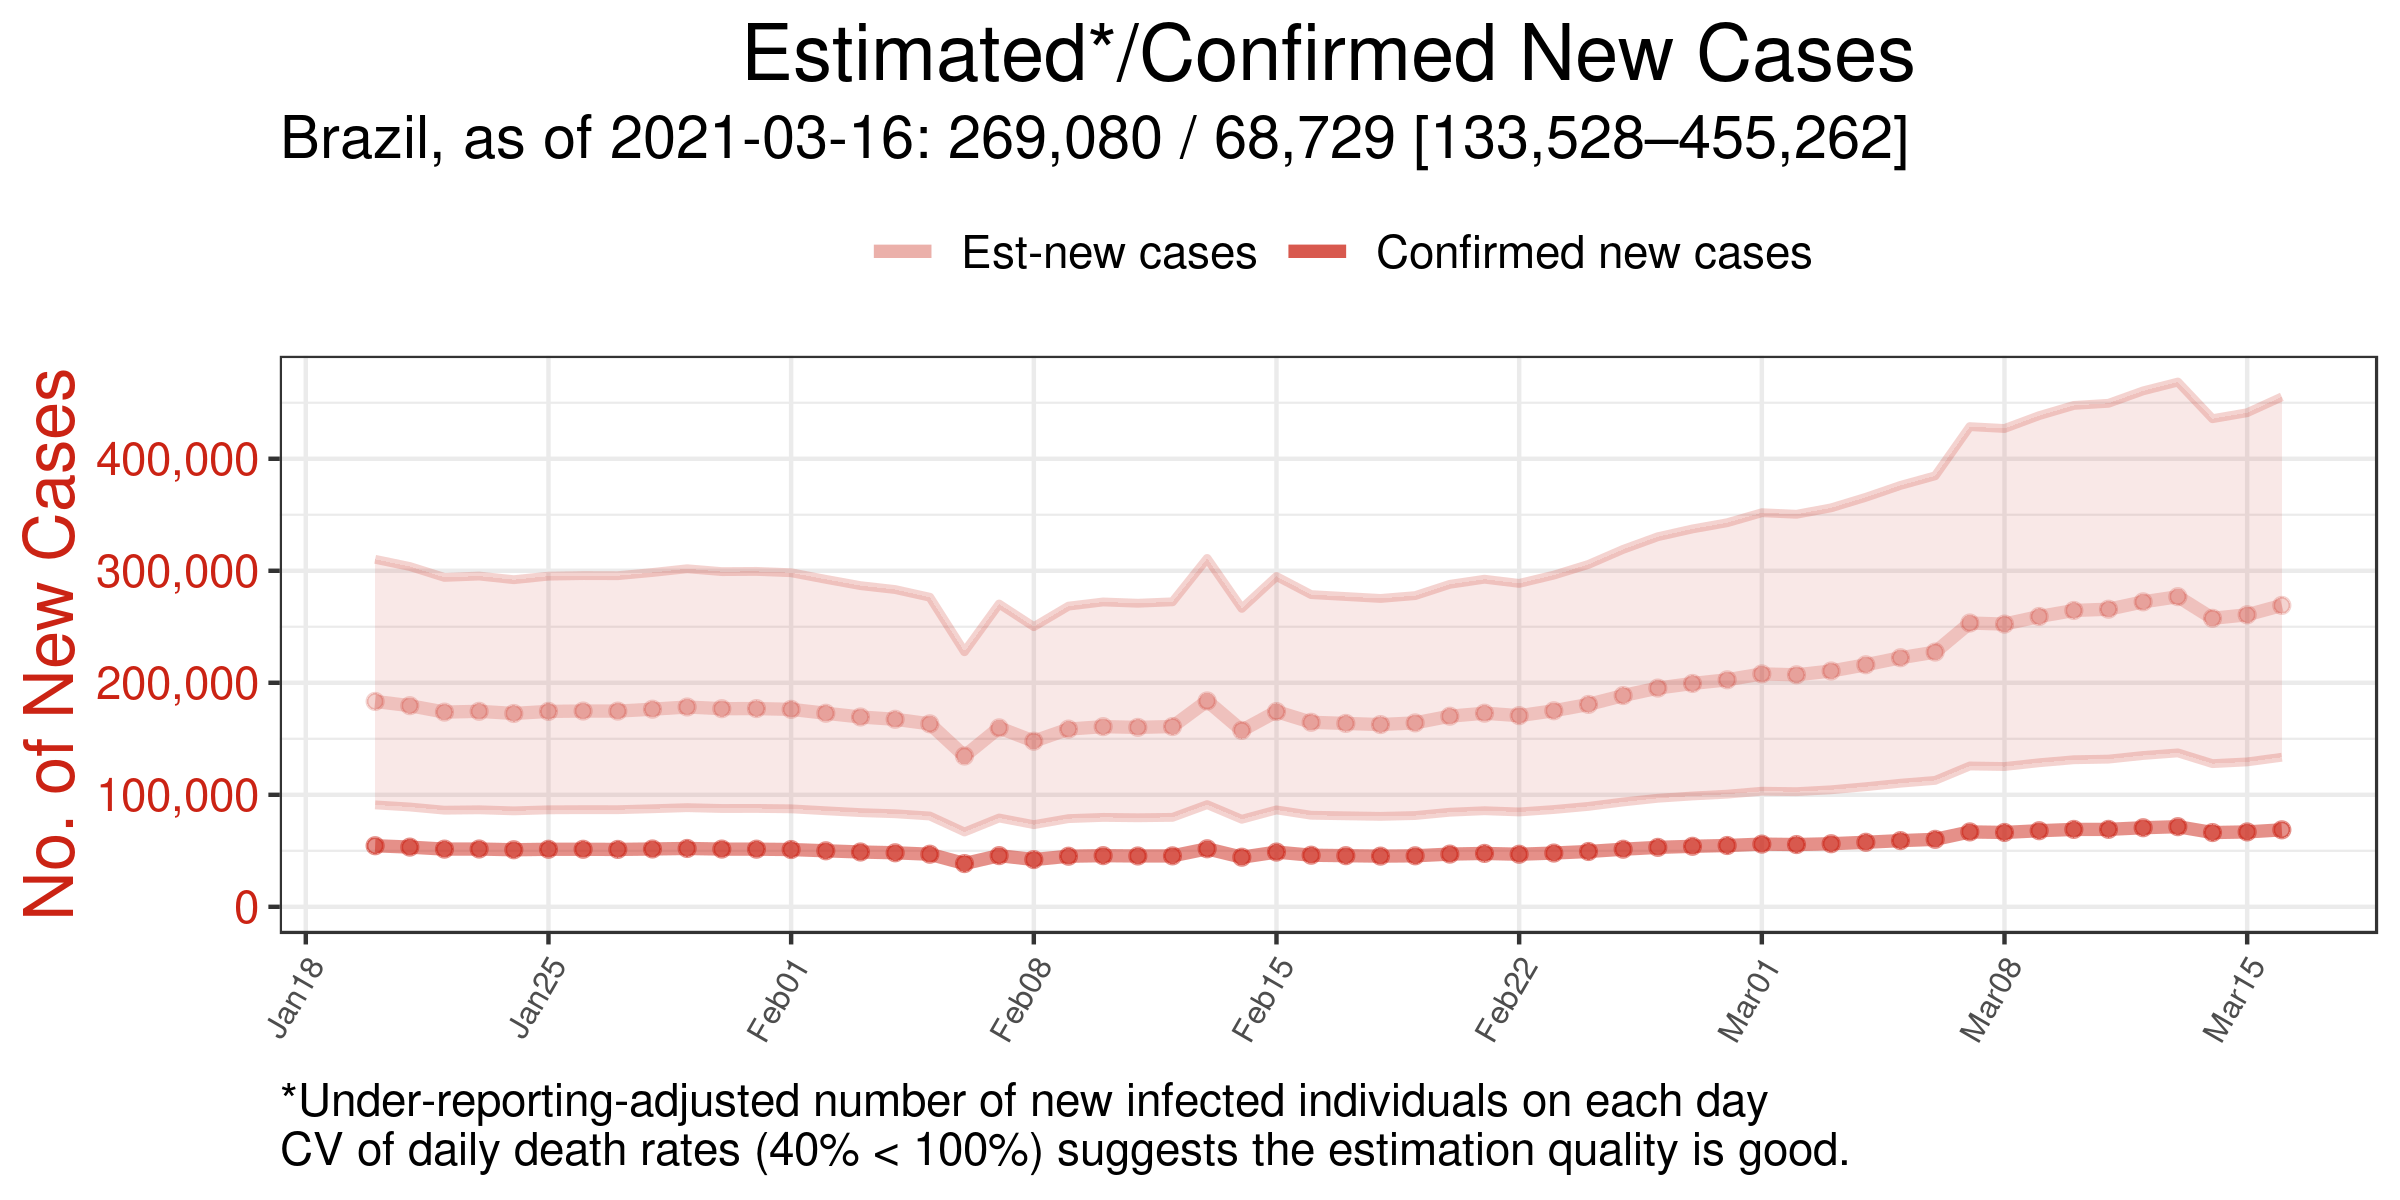 Estimated*/Confirmed New Cases
Brazil, as of 2021-03-16: 269,080 / 68,729 [133,528–455,262]
Est-new cases
Confirmed new cases
No. of New Cases
400,000
300,000
200,000
100,000
0
Jan18
Jan25
Feb01
Feb08
Feb15
Feb22
Mar01
Mar08
Mar15
*Under-reporting-adjusted number of new infected individuals on each day
CV of daily death rates (40% < 100%) suggests the estimation quality is good.